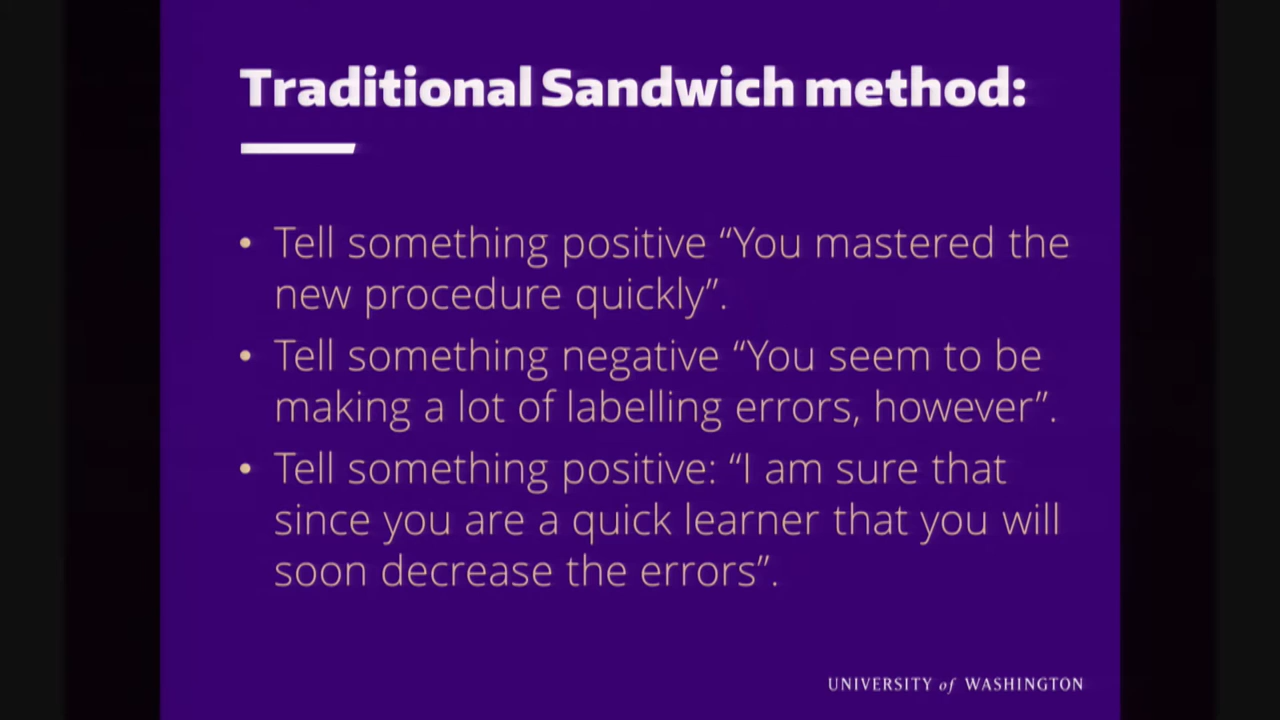 Traditional Sandwich method:
• Tell something positive “You mastered the
new procedure quickly”.
• Tell something negative “You seem to be
making a lot of labelling errors, however”.
• Tell something positive: “I am sure that
since you are a quick learner that you will
soon decrease the errors”.
UNIVERSITY of WASHINGTON